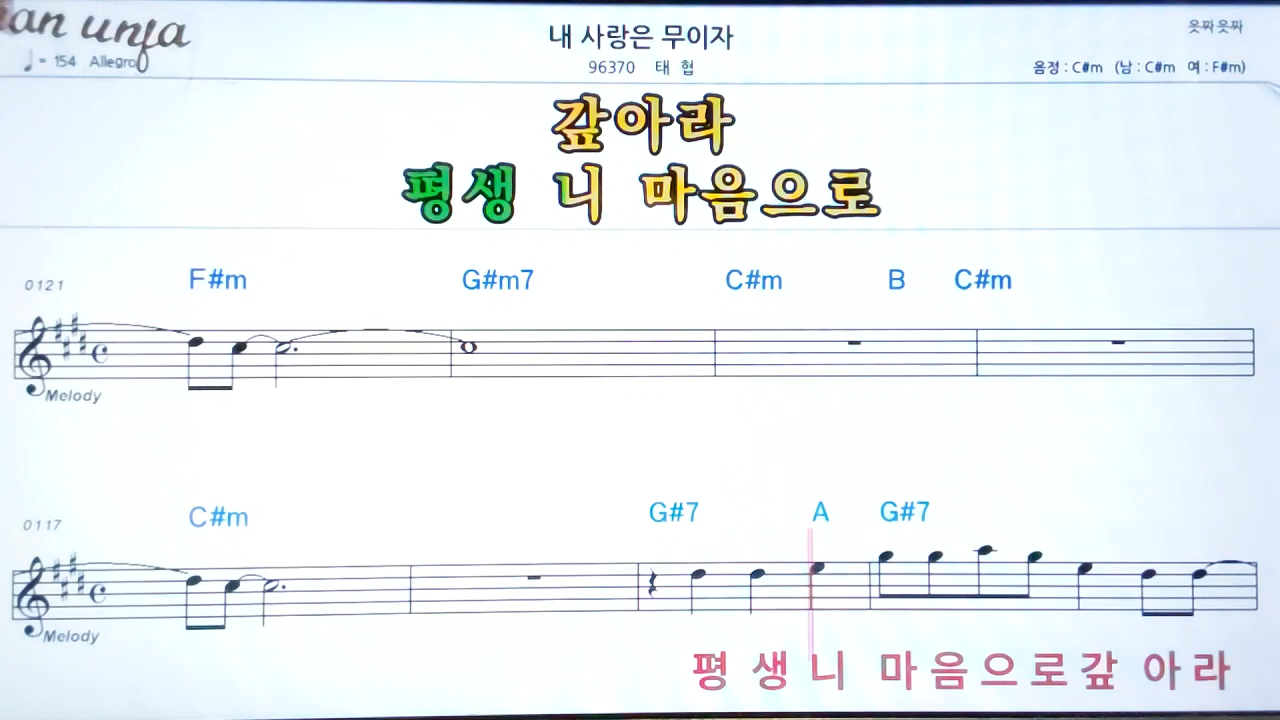 an unja
♩= 154 Allegro
내 사랑은 무이자
96370 태 협
읏짜읏짜
음정 : C#m (남 : C#m 여 : F#m)
갚아라
평생 니 마음으로
0121 F#m G#m7 C#m B C#m
Melody
0117 C#m G#7 A G#7
Melody
평 생 니 마 음 으 로 갚 아 라